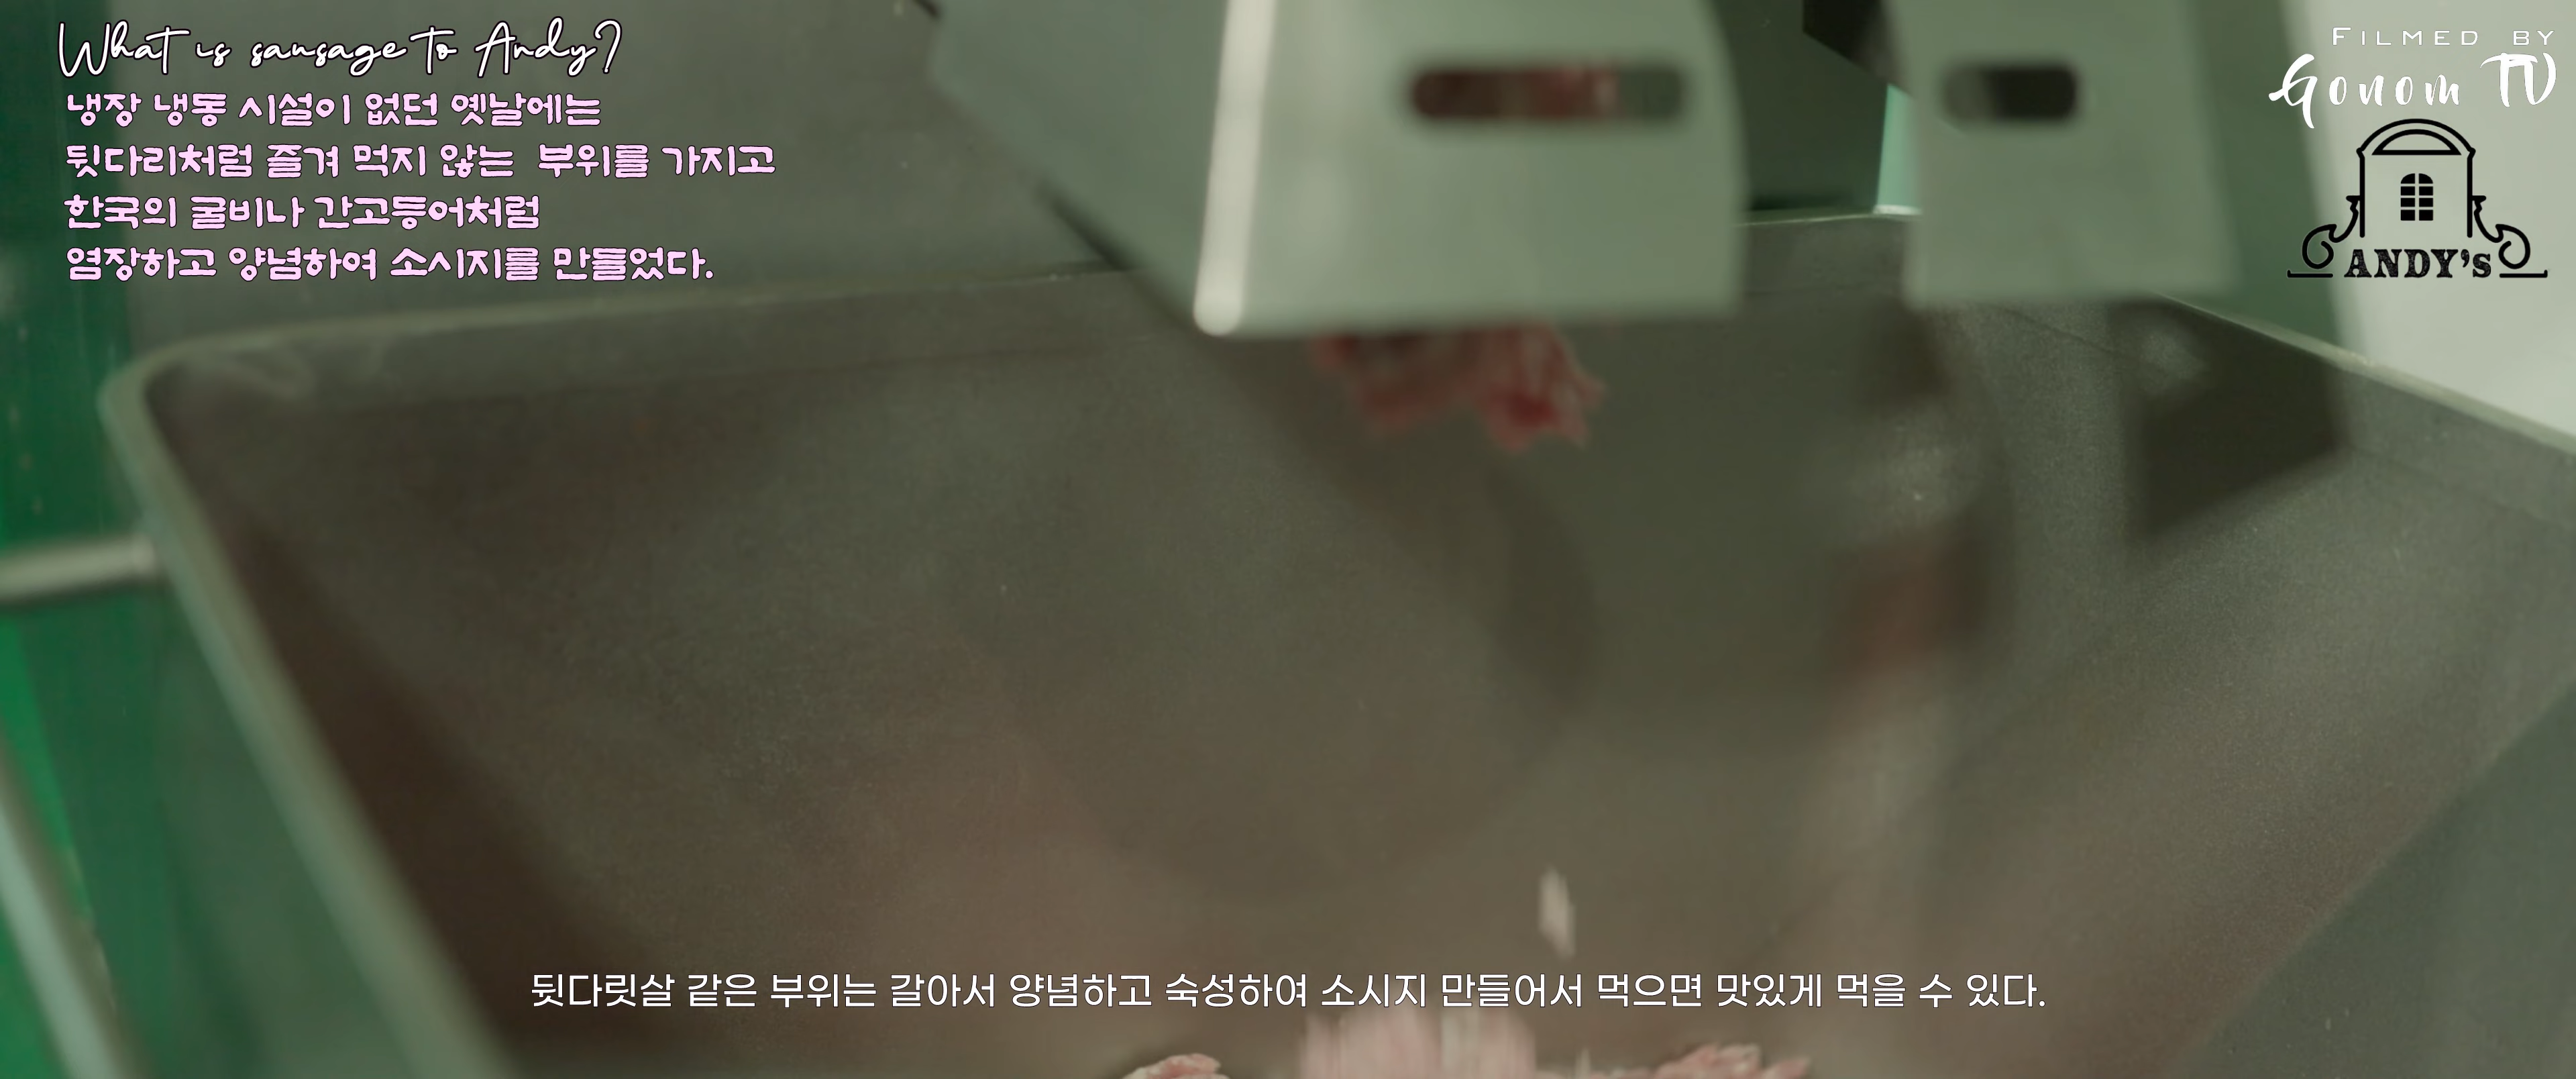 What is sausage to Andy?
냉장 냉동 시설이 없던 옛날에는
뒷다리처럼 즐겨 먹지 않는 부위를 가지고
한국의 굴비나 간고등어처럼
염장하고 양념하여 소시지를 만들었다.
FILMED BY
Gonom TV
ANDY's
뒷다릿살 같은 부위는 갈아서 양념하고 숙성하여 소시지 만들어서 먹으면 맛있게 먹을 수 있다.